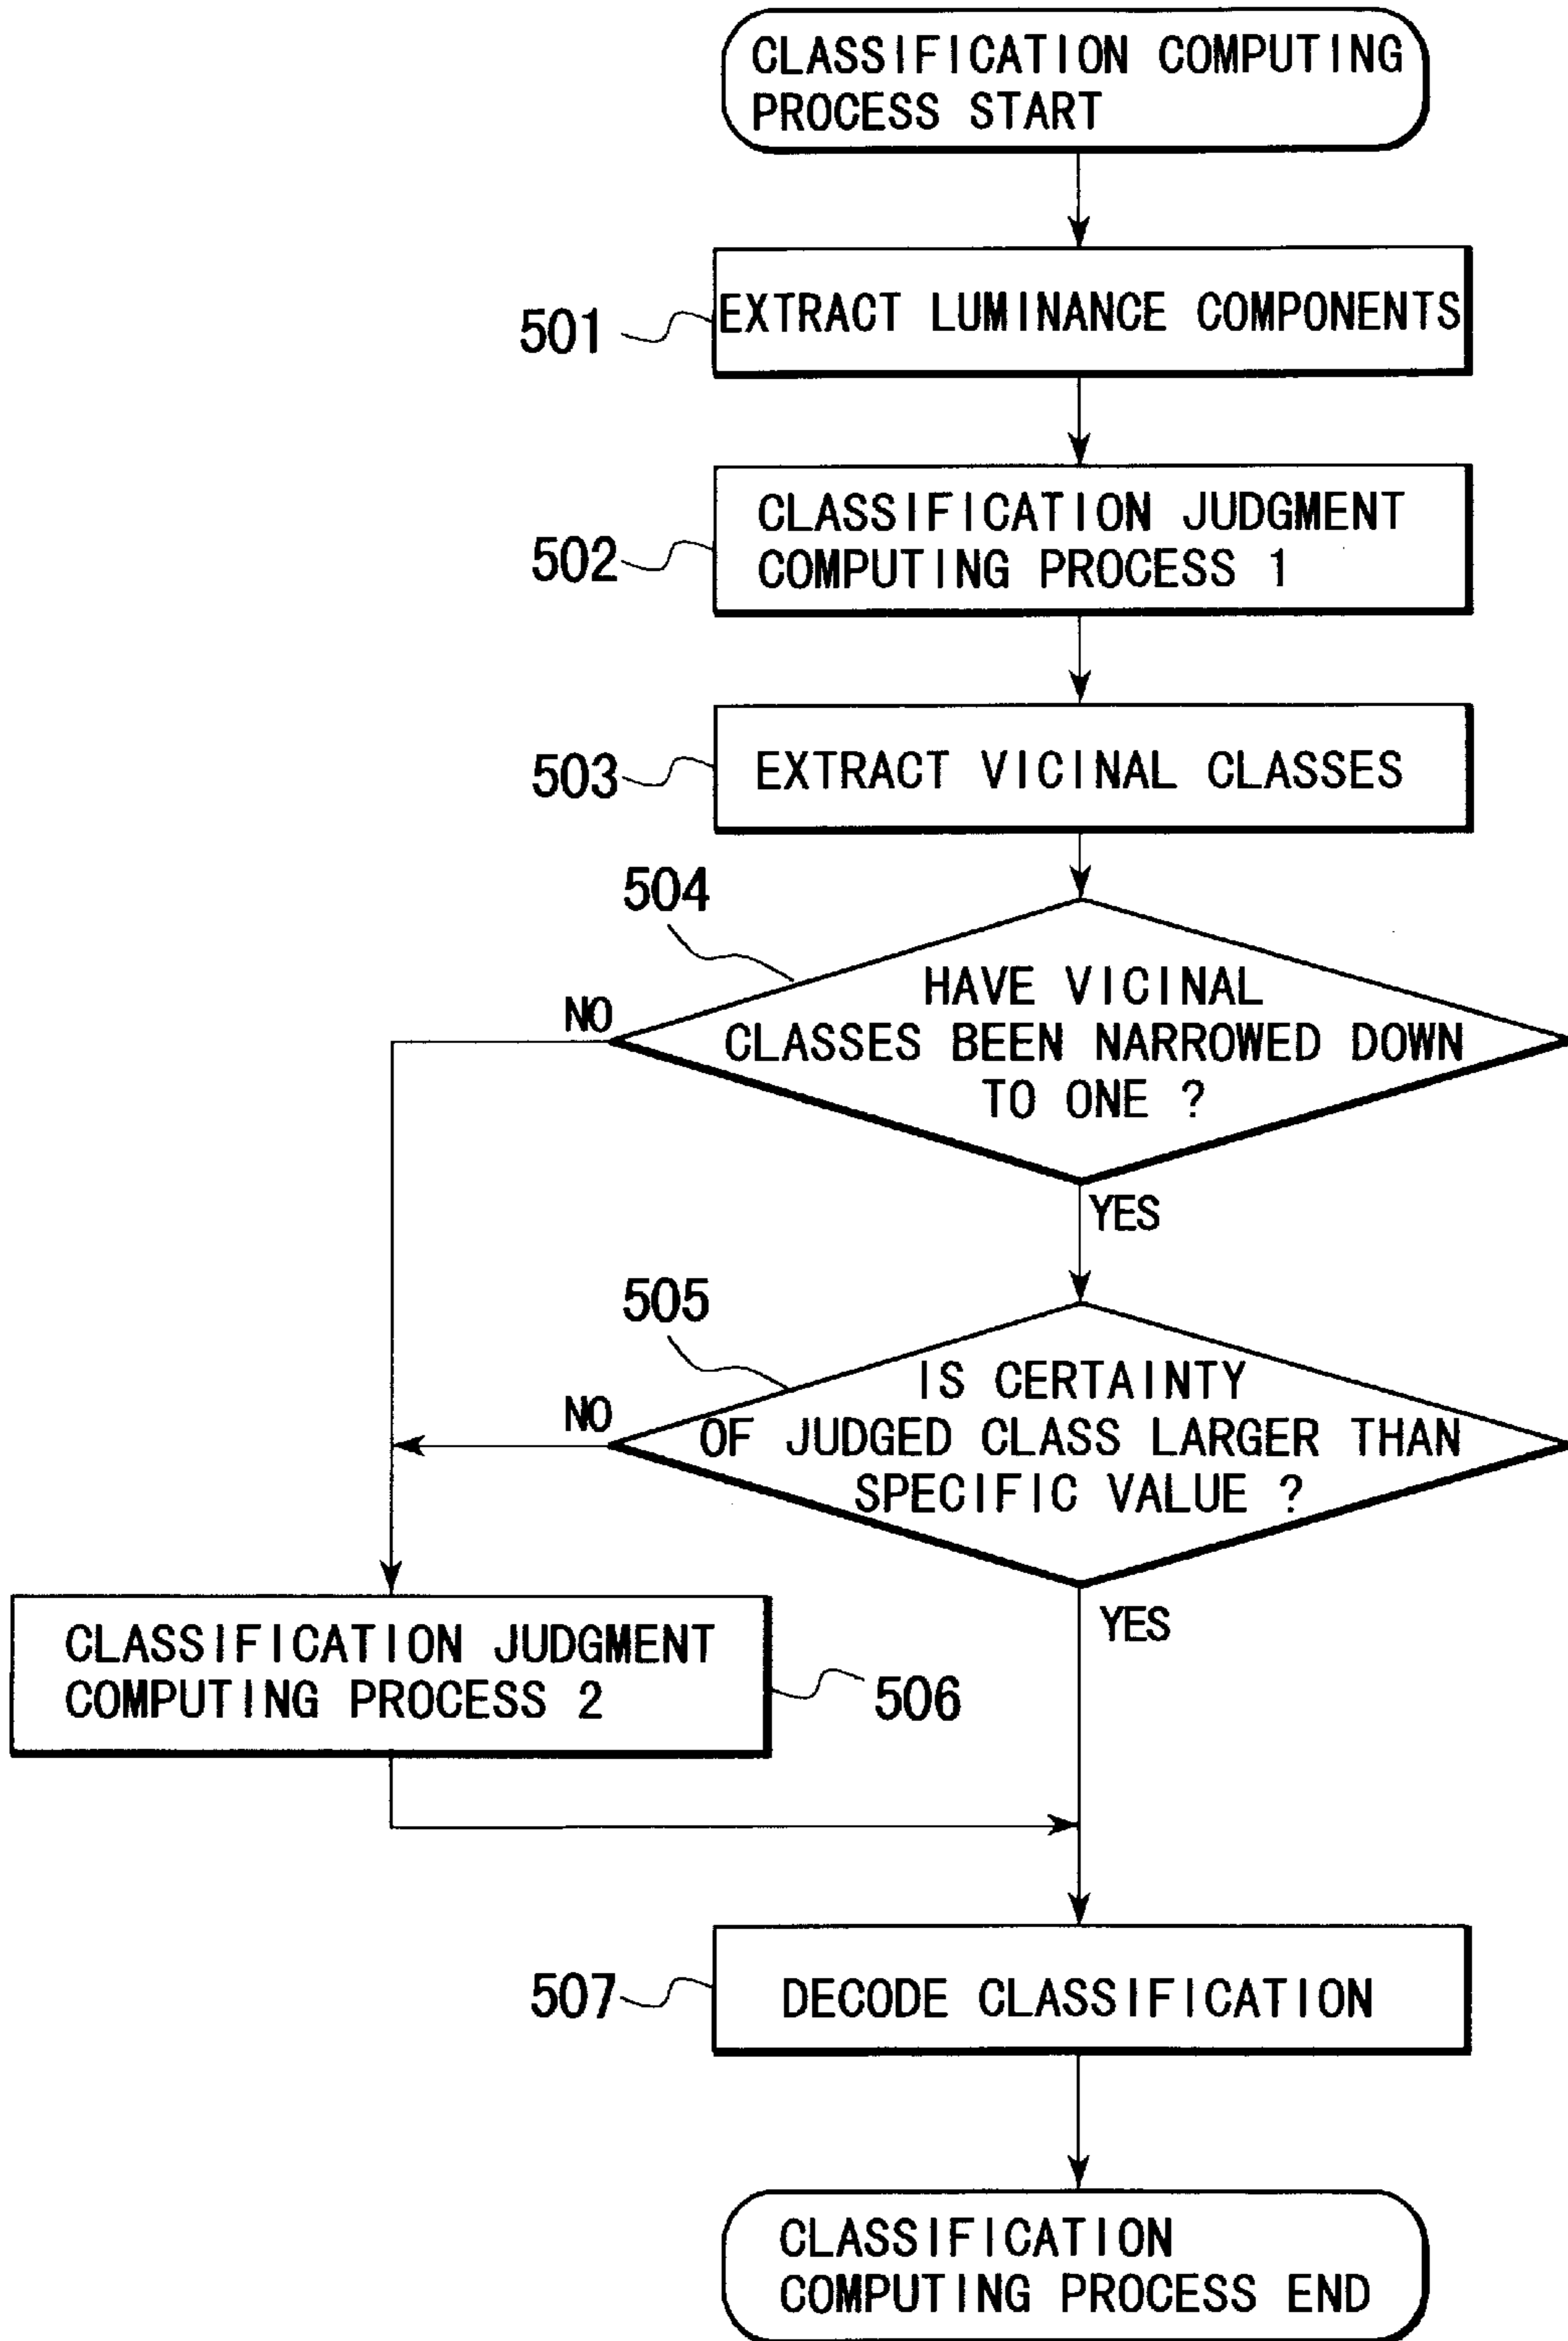 CLASSIFICATION COMPUTING
PROCESS START
501
EXTRACT LUMINANCE COMPONENTS
502
CLASSIFICATION JUDGMENT
COMPUTING PROCESS 1
503
EXTRACT VICINAL CLASSES
504
HAVE VICINAL
CLASSES BEEN NARROWED DOWN
TO ONE ?
NO
YES
505
IS CERTAINTY
OF JUDGED CLASS LARGER THAN
SPECIFIC VALUE ?
NO
YES
CLASSIFICATION JUDGMENT
COMPUTING PROCESS 2
506
507
DECODE CLASSIFICATION
CLASSIFICATION
COMPUTING PROCESS END